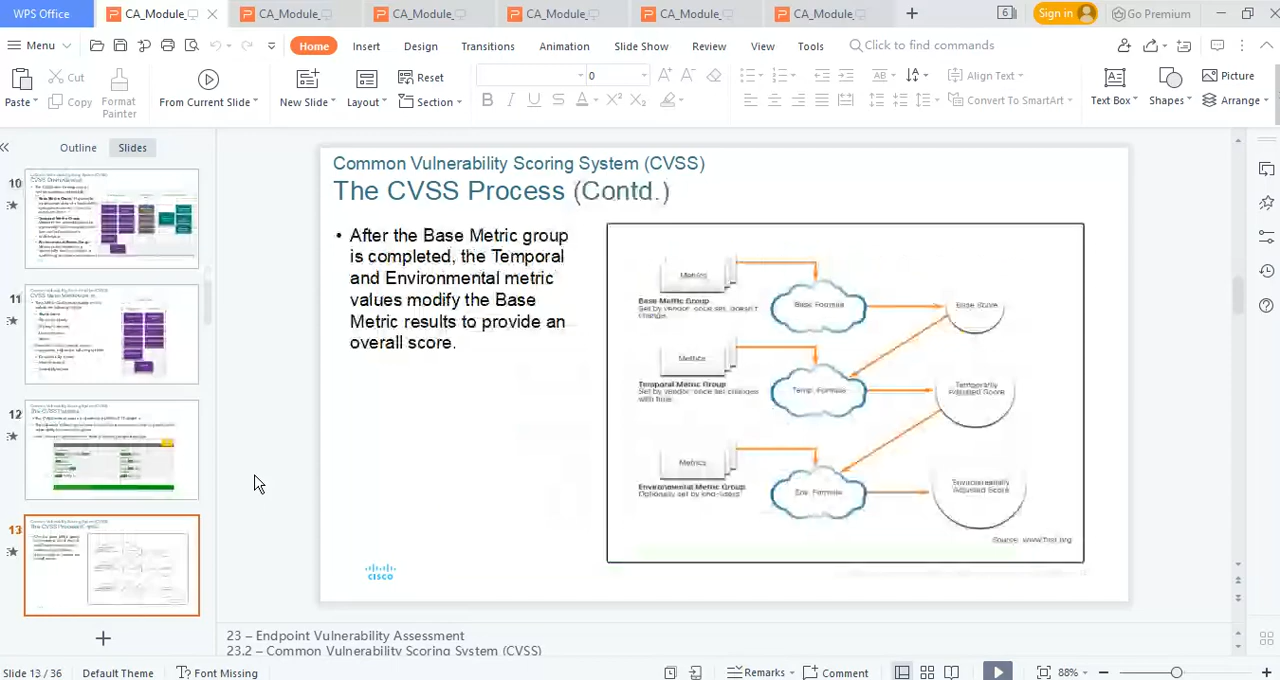 WPS Office
CA_Module_
CA_Module_
CA_Module_
CA_Module_
CA_Module_
CA_Module_
6
Sign in
Go Premium
Menu
Home
Insert
Design
Transitions
Animation
Slide Show
Review
View
Tools
Click to find commands
Paste
Cut
Copy
Format
Painter
From Current Slide
New Slide
Layout
Reset
Section
0
B I U S A X² X₂
AB
Align Text
Convert To SmartArt
Text Box
Shapes
Picture
Arrange
Outline
Slides
10
11
12
13
Common Vulnerability Scoring System (CVSS)
The CVSS Process (Contd.)
• After the Base Metric group
is completed, the Temporal
and Environmental metric
values modify the Base
Metric results to provide an
overall score.
Metrics
Base Metric Group
Set by vendor once set, doesn't
change.
Base Formula
Base Score
Metrics
Temporal Metric Group
Set by vendor once set changes
with time.
Temp. Formula
Temporally
Adjusted Score
Metrics
Environmental Metric Group
Optionally set by end-users
Env. Formula
Environmentally
Adjusted Score
Source: www.first.org
CISCO
23 – Endpoint Vulnerability Assessment
23.2 – Common Vulnerability Scoring System (CVSS)
Slide 13 / 36
Default Theme
Font Missing
Remarks
Comment
88%